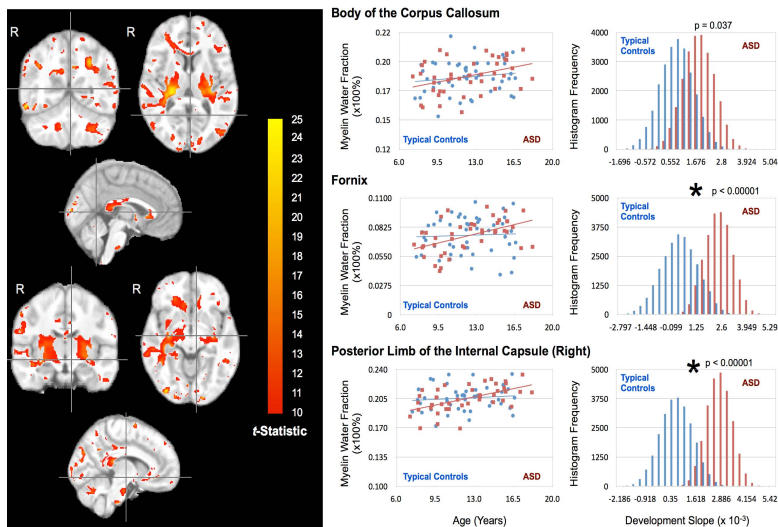 R
R
25
24
23
22
21
20
19
18
17
16
15
14
13
12
11
10
t-Statistic
R
R
Body of the Corpus Callosum
Myelin Water Fraction
(x100%)
0.22
0.20
0.18
0.16
0.13
0.12
Typical Controls
ASD
6.0
9.5
13.0
16.5
20.0
Histogram Frequency
4000
3000
2000
1000
0
Typical
Controls
p = 0.037
ASD
-1.696 -0.572 0.552 1.676 2.8 3.924 5.04
Fornix
Myelin Water Fraction
(x100%)
0.1100
0.0825
0.0550
0.0275
0
Typical Controls
ASD
6.0
9.5
13.0
16.5
20.0
Histogram Frequency
5000
3750
2500
1250
0
Typical
Controls
* p < 0.00001
ASD
-2.797 -1.448 -0.099 1.25 2.6 3.949 5.29
Posterior Limb of the Internal Capsule (Right)
Myelin Water Fraction
(x100%)
0.240
0.205
0.170
0.135
0.100
Typical Controls
ASD
6.0
9.5
13.0
16.5
20.0
Age (Years)
Histogram Frequency
5000
3750
2500
1250
0
Typical
Controls
* p < 0.00001
ASD
-2.186 -0.918 0.35 1.618 2.886 4.154 5.42
Development Slope (x 10-3)